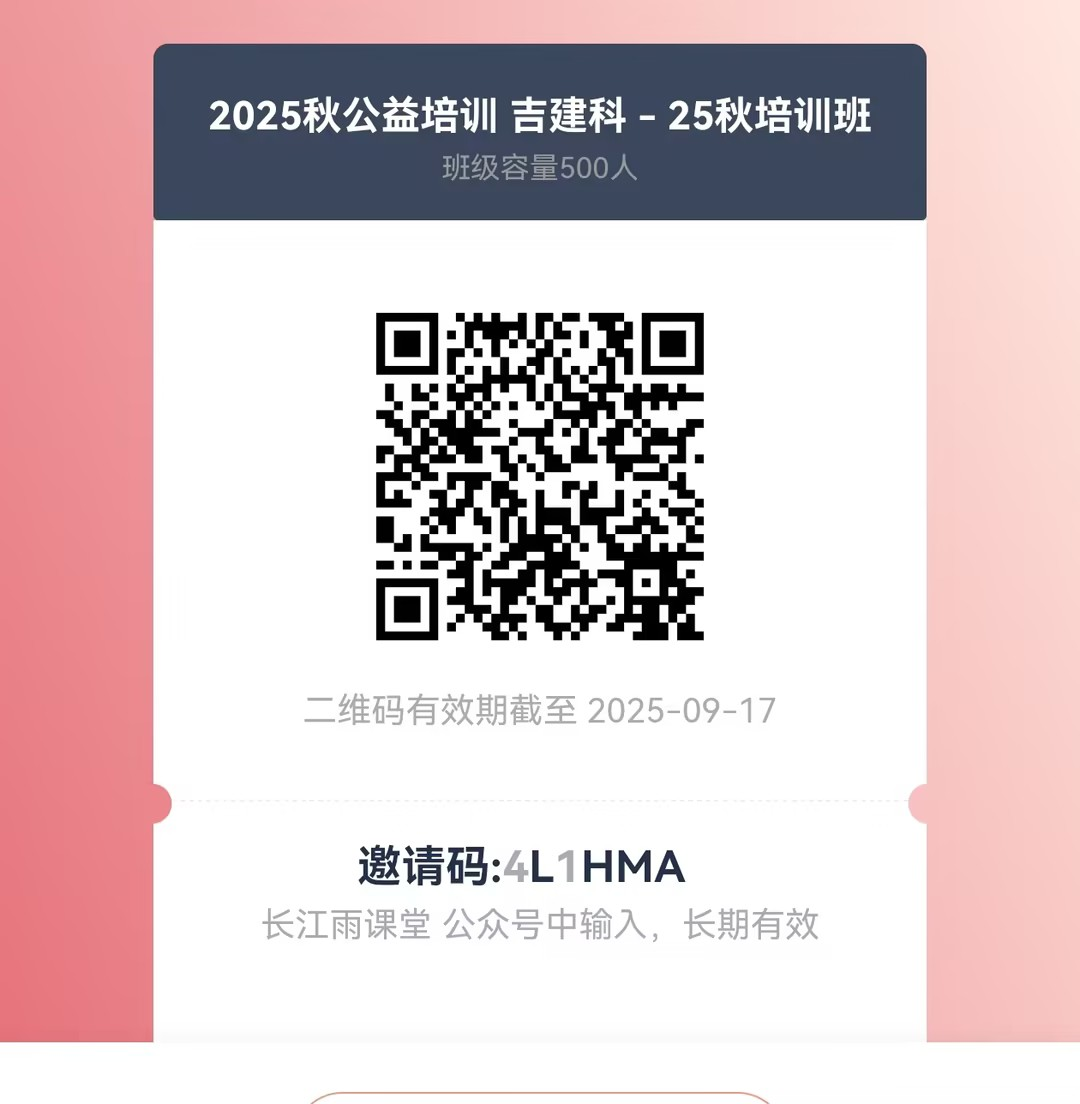 2025秋公益培训 吉建科 - 25秋培训班
班级容量500人
二维码有效期截至 2025-09-17
邀请码:4L1HMA
长江雨课堂 公众号中输入，长期有效